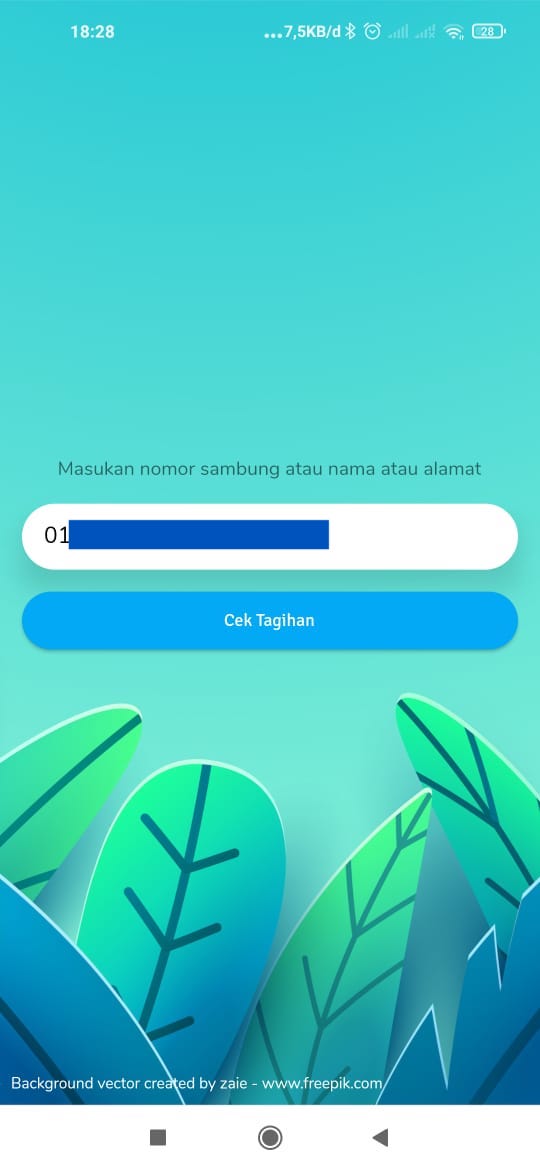 18:28
...7,5KB/d
28
Masukan nomor sambung atau nama atau alamat
01
Cek Tagihan
Background vector created by zaie - www.freepik.com